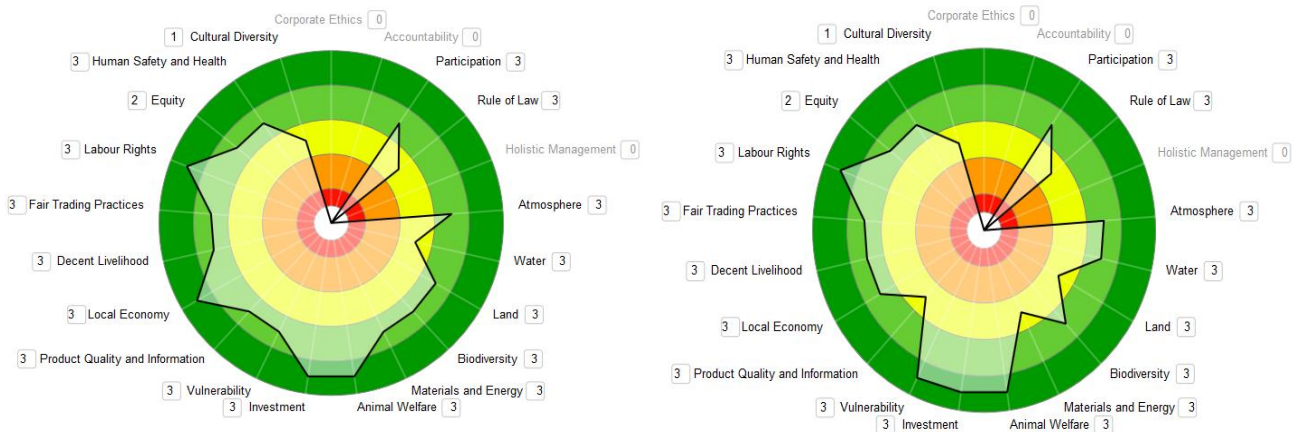 Corporate Ethics 0
1 Cultural Diversity
Accountability 0
3 Human Safety and Health
Participation 3
2 Equity
Rule of Law 3
3 Labour Rights
Holistic Management 0
3 Fair Trading Practices
Atmosphere 3
3 Decent Livelihood
Water 3
3 Local Economy
Land 3
3 Product Quality and Information
Biodiversity 3
3 Vulnerability
Materials and Energy 3
3 Investment
Animal Welfare 3
Corporate Ethics 0
1 Cultural Diversity
Accountability 0
3 Human Safety and Health
Participation 3
2 Equity
Rule of Law 3
3 Labour Rights
Holistic Management 0
3 Fair Trading Practices
Atmosphere 3
3 Decent Livelihood
Water 3
3 Local Economy
Land 3
3 Product Quality and Information
Biodiversity 3
3 Vulnerability
Materials and Energy 3
3 Investment
Animal Welfare 3